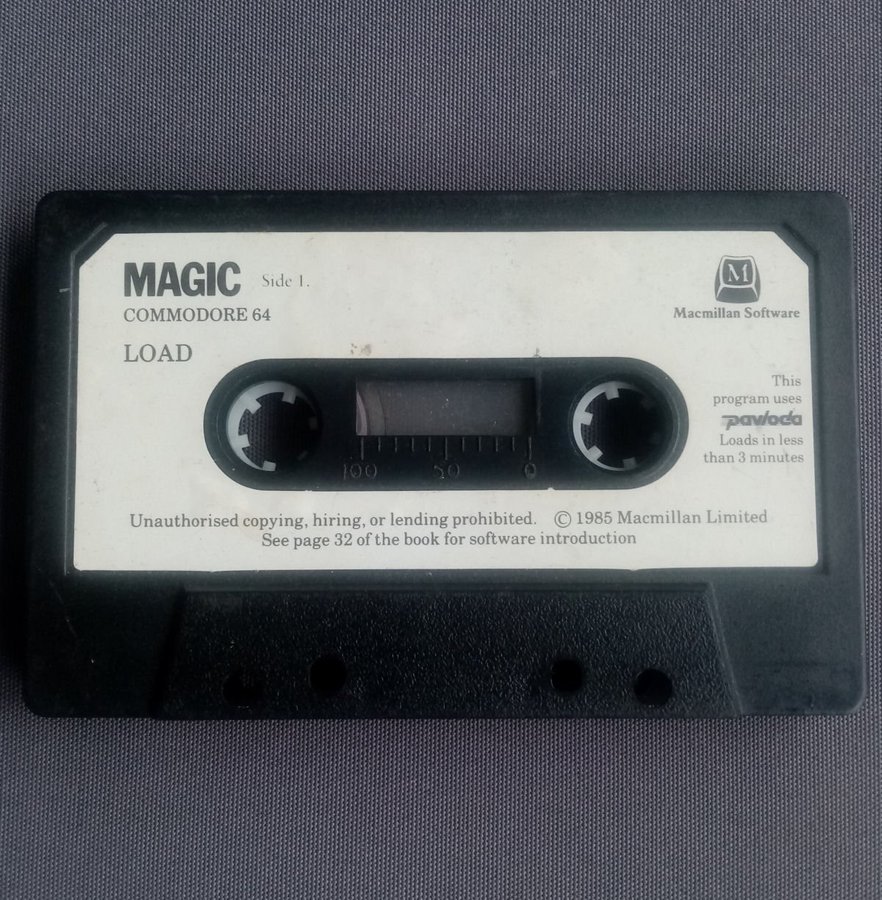 MAGIC Side 1.
COMMODORE 64
LOAD
M
Macmillan Software
This
program uses
pavloda
Loads in less
than 3 minutes
100 50 0
Unauthorised copying, hiring, or lending prohibited. © 1985 Macmillan Limited
See page 32 of the book for software introduction